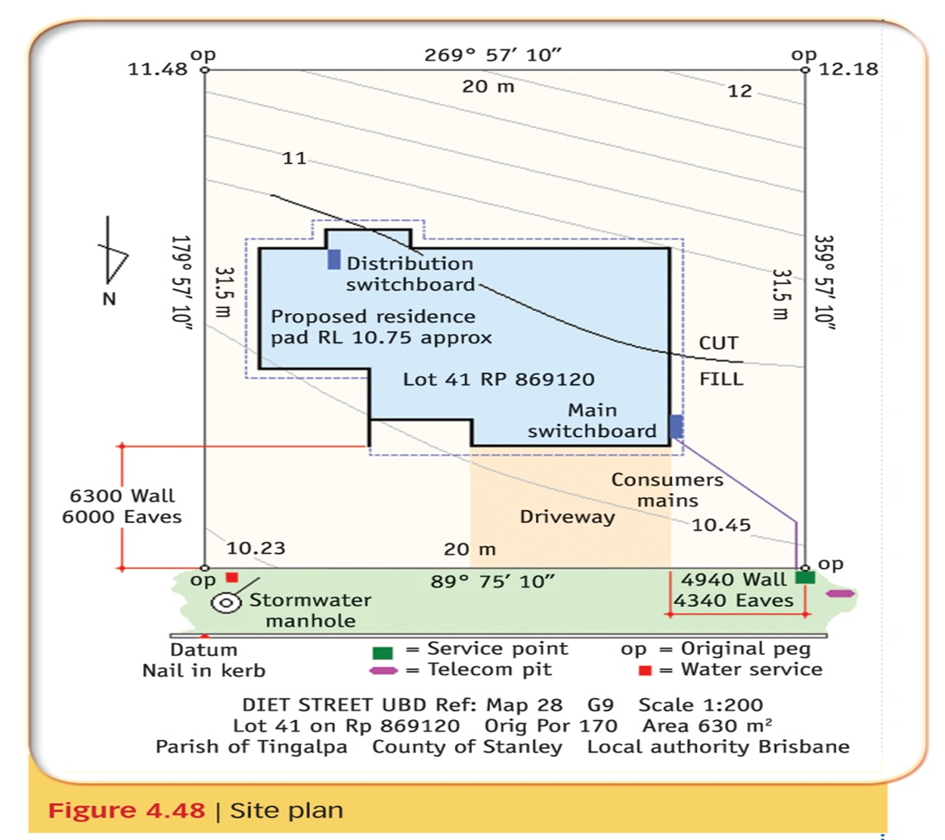 op 269° 57′ 10″ op
11.48 12.18
20 m
12
11
179° 57′ 10″
31.5 m
359° 57′ 10″
31.5 m
N
Distribution
switchboard
Proposed residence
pad RL 10.75 approx
CUT
FILL
Lot 41 RP 869120
Main
switchboard
Consumers
mains
6300 Wall
6000 Eaves
Driveway
10.45
10.23
20 m
op
op
89° 75′ 10″
4940 Wall
4340 Eaves
Stormwater
manhole
Datum
Nail in kerb
= Service point
= Telecom pit
op = Original peg
= Water service
DIET STREET UBD Ref: Map 28 G9 Scale 1:200
Lot 41 on Rp 869120 Orig Por 170 Area 630 m²
Parish of Tingalpa County of Stanley Local authority Brisbane
Figure 4.48 | Site plan